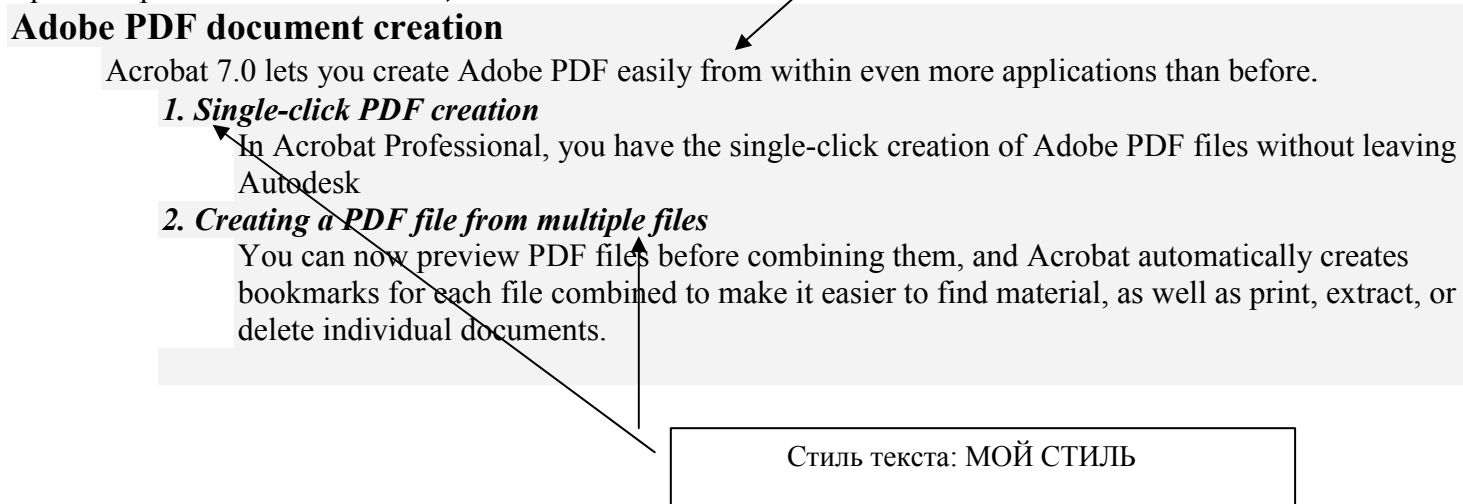 Adobe PDF document creation
Acrobat 7.0 lets you create Adobe PDF easily from within even more applications than before.
1. Single-click PDF creation
In Acrobat Professional, you have the single-click creation of Adobe PDF files without leaving
Autodesk
2. Creating a PDF file from multiple files
You can now preview PDF files before combining them, and Acrobat automatically creates
bookmarks for each file combined to make it easier to find material, as well as print, extract, or
delete individual documents.
Стиль текста: МОЙ СТИЛЬ